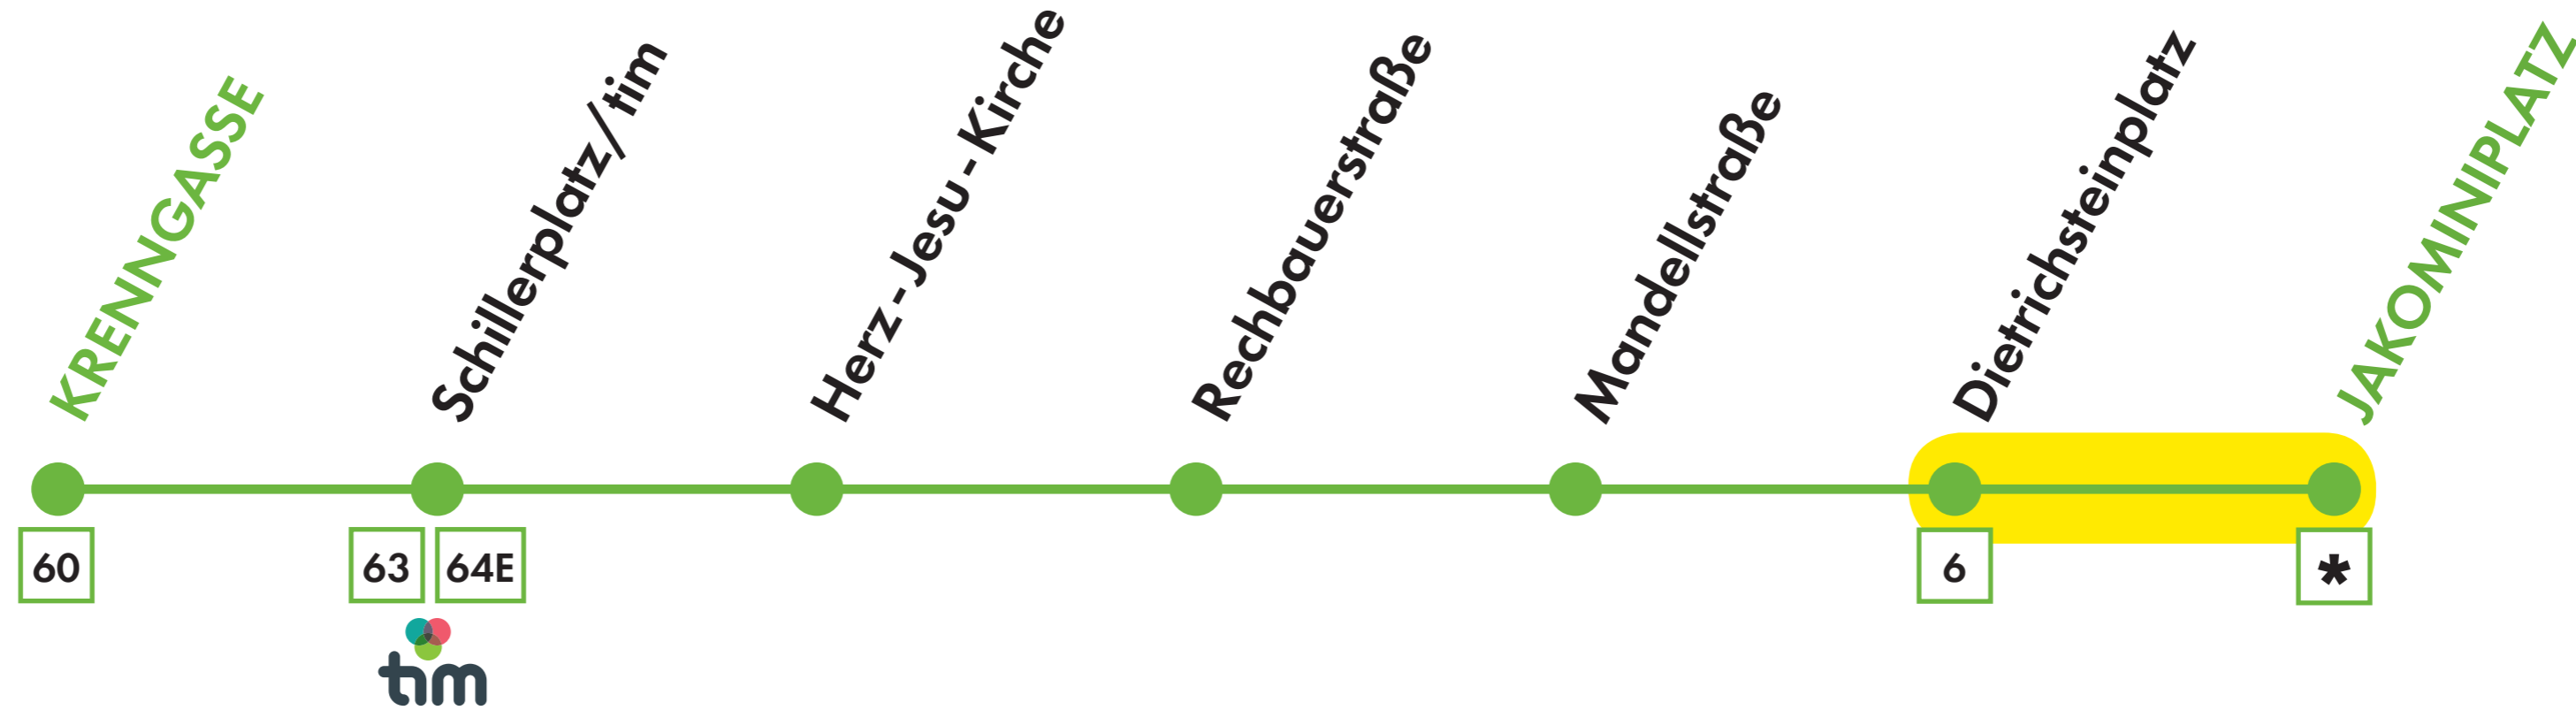 KRENNGASSE
Schillerplatz/tim
Herz - Jesu - Kirche
Rechbauerstraße
Mandellstraße
Dietrichsteinplatz
JAKOMINIPLATZ
60
63
64E
6
*
tim